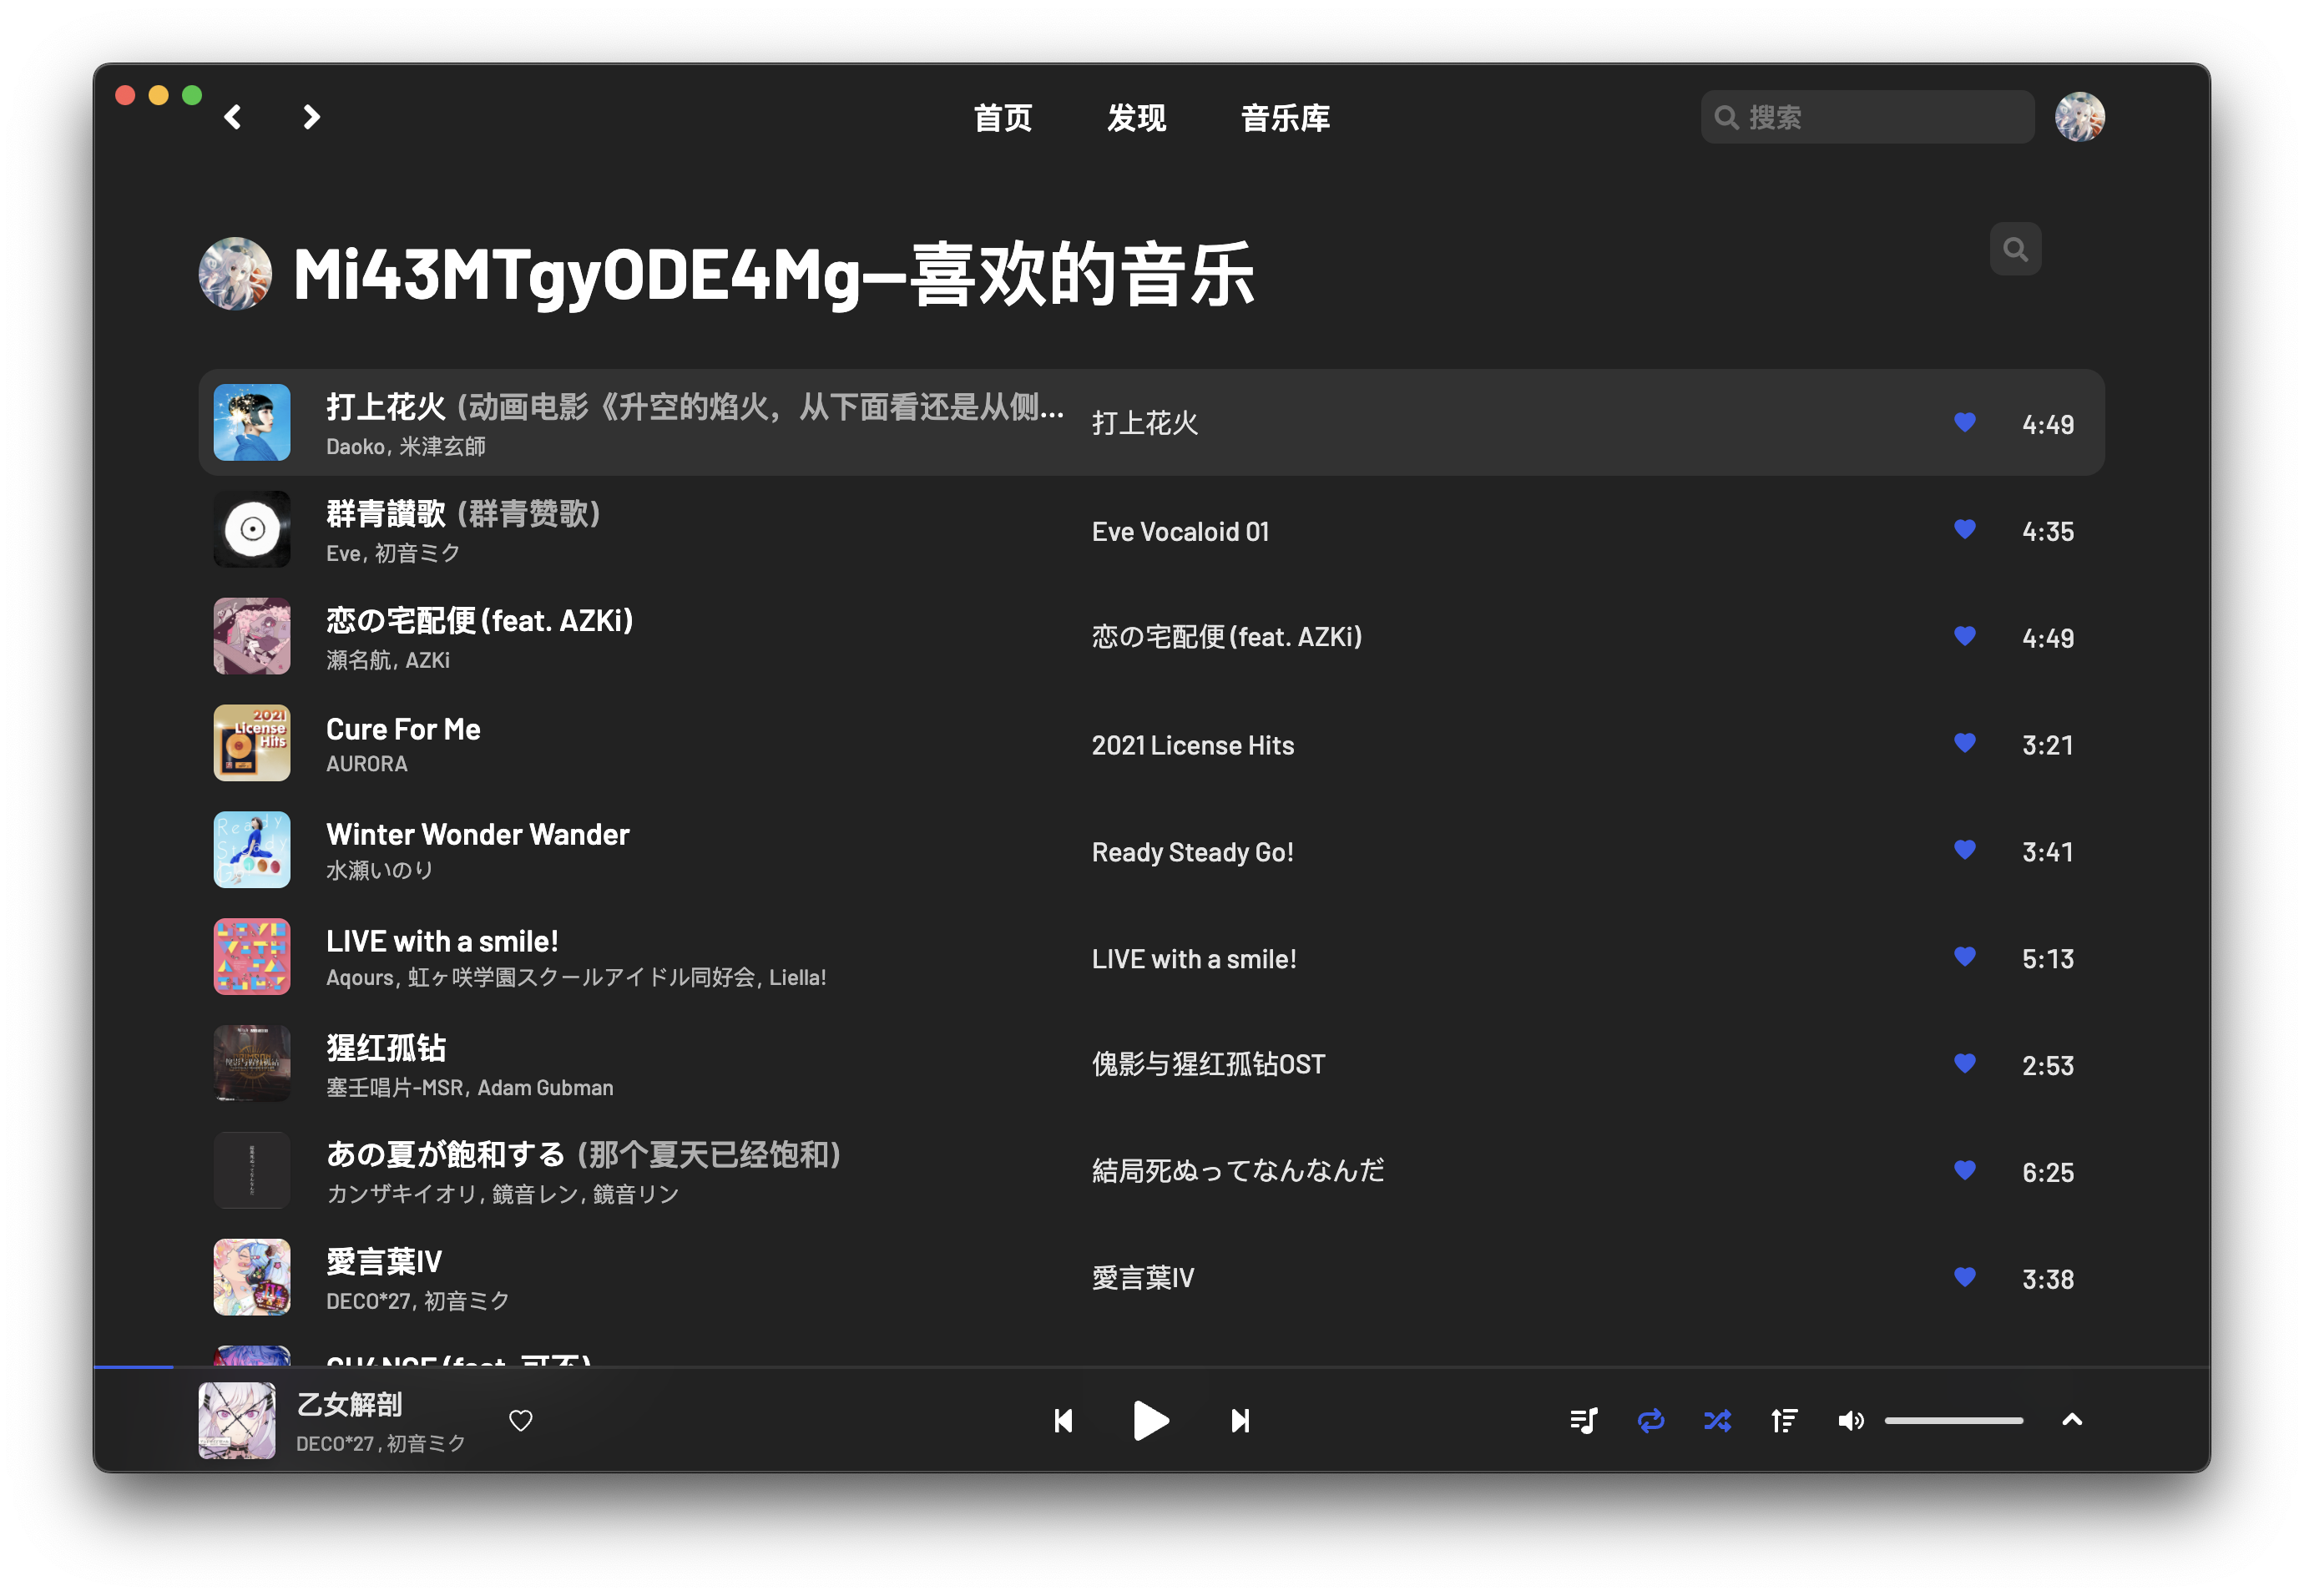 首页 发现 音乐库 搜索
Mi43MTgyODE4Mg—喜欢的音乐
打上花火 (动画电影《升空的焰火，从下面看还是从侧...
Daoko, 米津玄師
打上花火
4:49
群青讃歌 (群青赞歌)
Eve, 初音ミク
Eve Vocaloid 01
4:35
恋の宅配便 (feat. AZKi)
瀬名航, AZKi
恋の宅配便 (feat. AZKi)
4:49
2021
License
Hits
Cure For Me
AURORA
2021 License Hits
3:21
Ready
Steady
Winter Wonder Wander
水瀬いのり
Ready Steady Go!
3:41
LIVE with a smile!
Aqours, 虹ヶ咲学園スクールアイドル同好会, Liella!
LIVE with a smile!
5:13
猩红孤钻
塞壬唱片-MSR, Adam Gubman
傀影与猩红孤钻OST
2:53
あの夏が飽和する (那个夏天已经饱和)
カンザキイオリ, 鏡音レン, 鏡音リン
結局死ぬってなんなんだ
6:25
愛言葉IV
DECO*27, 初音ミク
愛言葉IV
3:38
CH4NGE (feat. 可不)
乙女解剖
DECO*27, 初音ミク